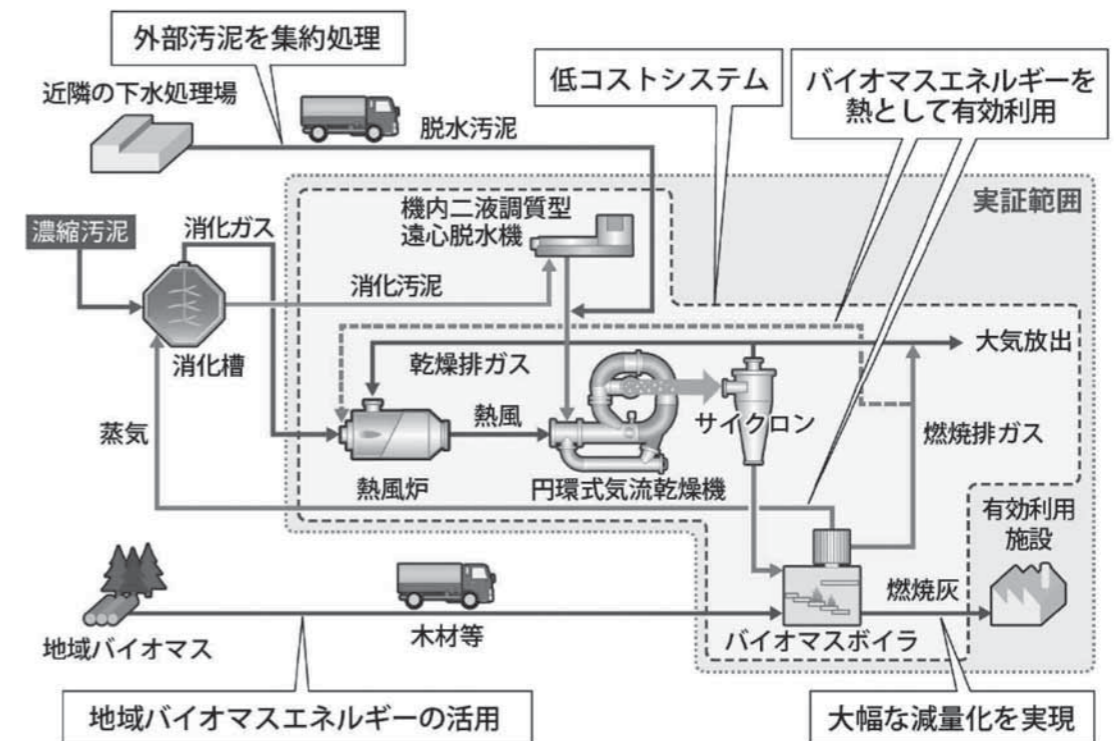 外部汚泥を集約処理
近隣の下水処理場
脱水汚泥
低コストシステム
バイオマスエネルギーを
熱として有効利用
実証範囲
濃縮汚泥
消化ガス
機内二液調質型
遠心脱水機
消化汚泥
消化槽
乾燥排ガス
大気放出
蒸気
熱風
サイクロン
燃焼排ガス
熱風炉
円環式気流乾燥機
有効利用
施設
燃焼灰
地域バイオマス
木材等
バイオマスボイラ
地域バイオマスエネルギーの活用
大幅な減量化を実現